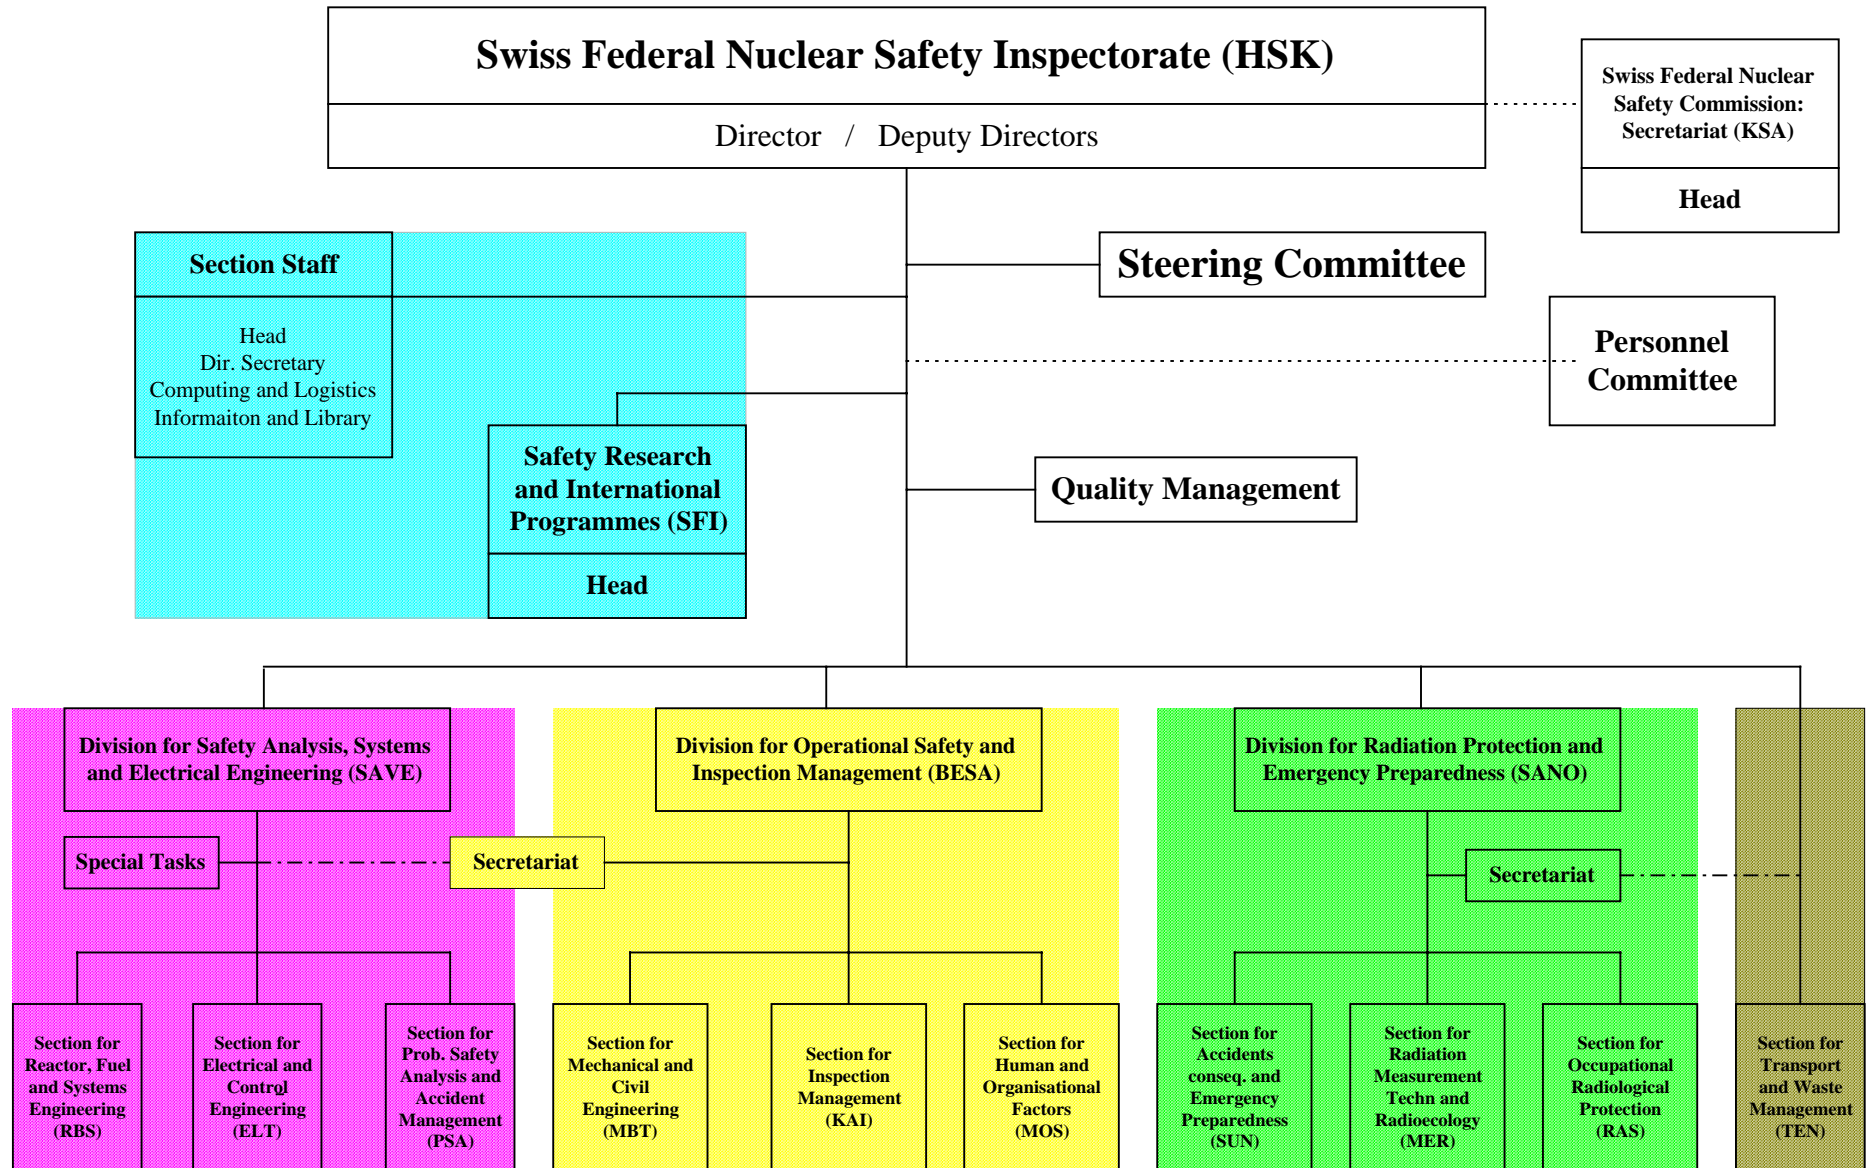 Swiss Federal Nuclear Safety Inspectorate (HSK)
Director / Deputy Directors
Swiss Federal Nuclear
Safety Commission:
Secretariat (KSA)
Head
Section Staff
Head
Dir. Secretary
Computing and Logistics
Informaiton and Library
Steering Committee
Personnel
Committee
Safety Research
and International
Programmes (SFI)
Head
Quality Management
Division for Safety Analysis, Systems
and Electrical Engineering (SAVE)
Division for Operational Safety and
Inspection Management (BESA)
Division for Radiation Protection and
Emergency Preparedness (SANO)
Special Tasks
Secretariat
Secretariat
Section for
Reactor, Fuel
and Systems
Engineering
(RBS)
Section for
Electrical and
Control
Engineering
(ELT)
Section for
Prob. Safety
Analysis and
Accident
Management
(PSA)
Section for
Mechanical and
Civil
Engineering
(MBT)
Section for
Inspection
Management
(KAI)
Section for
Human and
Organisational
Factors
(MOS)
Section for
Accidents
conseq. and
Emergency
Preparedness
(SUN)
Section for
Radiation
Measurement
Techn and
Radioecology
(MER)
Section for
Occupational
Radiological
Protection
(RAS)
Section for
Transport
and Waste
Management
(TEN)